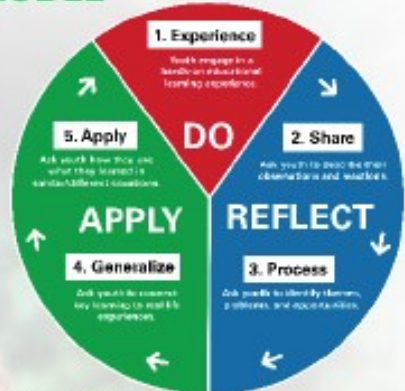 1. Experience
Youth engage in a
hands-on educational
learning experience.
DO
2. Share
Ask youth to describe their
observations and reactions.
REFLECT
3. Process
Ask youth to identify themes,
problems, and opportunities.
4. Generalize
Ask youth to connect
key learning to real life
experiences.
APPLY
5. Apply
Ask youth how they use
what they learned in
similar/different situations.